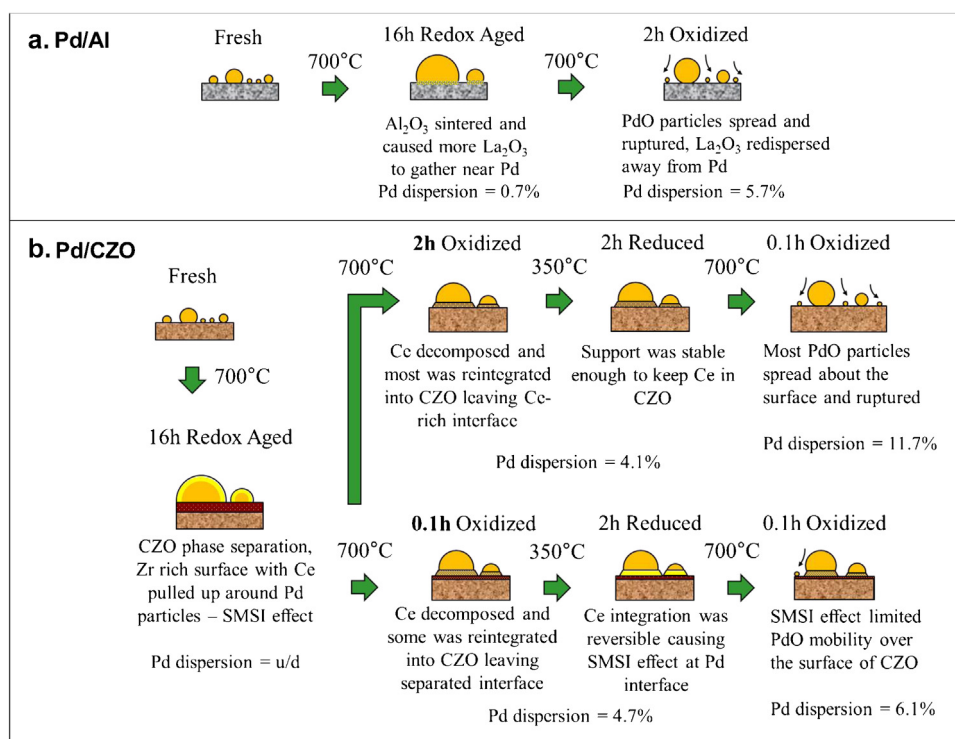 a. Pd/Al
Fresh
700°C
16h Redox Aged
700°C
2h Oxidized
Al₂O₃ sintered and
caused more La₂O₃
to gather near Pd
Pd dispersion = 0.7%
PdO particles spread and
ruptured, La₂O₃ redispersed
away from Pd
Pd dispersion = 5.7%
b. Pd/CZO
Fresh
700°C
16h Redox Aged
CZO phase separation,
Zr rich surface with Ce
pulled up around Pd
particles – SMSI effect
Pd dispersion = u/d
700°C
2h Oxidized
350°C
2h Reduced
700°C
0.1h Oxidized
Ce decomposed and
most was reintegrated
into CZO leaving Ce-
rich interface
Support was stable
enough to keep Ce in
CZO
Pd dispersion = 4.1%
Most PdO particles
spread about the
surface and ruptured
Pd dispersion = 11.7%
700°C
0.1h Oxidized
350°C
2h Reduced
700°C
0.1h Oxidized
Ce decomposed and
some was reintegrated
into CZO leaving
separated interface
Ce integration was
reversible causing
SMSI effect at Pd
interface
Pd dispersion = 4.7%
SMSI effect limited
PdO mobility over
the surface of CZO
Pd dispersion = 6.1%